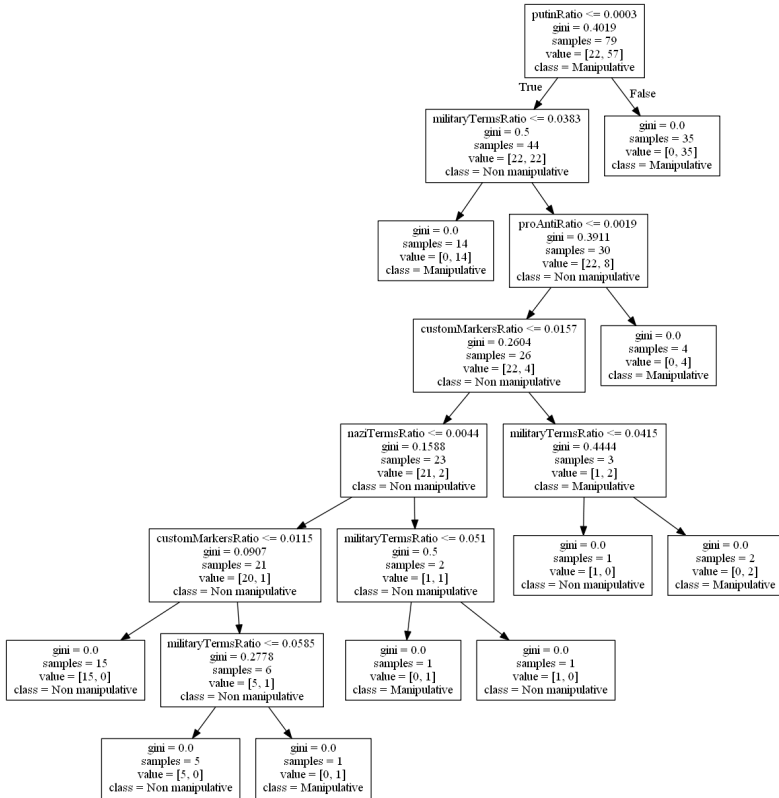 putinRatio <= 0.0003
gini = 0.4019
samples = 79
value = [22, 57]
class = Manipulative
True
False
militaryTermsRatio <= 0.0383
gini = 0.5
samples = 44
value = [22, 22]
class = Non manipulative
gini = 0.0
samples = 35
value = [0, 35]
class = Manipulative
gini = 0.0
samples = 14
value = [0, 14]
class = Manipulative
proAntiRatio <= 0.0019
gini = 0.3911
samples = 30
value = [22, 8]
class = Non manipulative
customMarkersRatio <= 0.0157
gini = 0.2604
samples = 26
value = [22, 4]
class = Non manipulative
gini = 0.0
samples = 4
value = [0, 4]
class = Manipulative
naziTermsRatio <= 0.0044
gini = 0.1588
samples = 23
value = [21, 2]
class = Non manipulative
militaryTermsRatio <= 0.0415
gini = 0.4444
samples = 3
value = [1, 2]
class = Manipulative
customMarkersRatio <= 0.0115
gini = 0.0907
samples = 21
value = [20, 1]
class = Non manipulative
militaryTermsRatio <= 0.051
gini = 0.5
samples = 2
value = [1, 1]
class = Non manipulative
gini = 0.0
samples = 1
value = [1, 0]
class = Non manipulative
gini = 0.0
samples = 2
value = [0, 2]
class = Manipulative
gini = 0.0
samples = 15
value = [15, 0]
class = Non manipulative
militaryTermsRatio <= 0.0585
gini = 0.2778
samples = 6
value = [5, 1]
class = Non manipulative
gini = 0.0
samples = 1
value = [0, 1]
class = Manipulative
gini = 0.0
samples = 1
value = [1, 0]
class = Non manipulative
gini = 0.0
samples = 5
value = [5, 0]
class = Non manipulative
gini = 0.0
samples = 1
value = [0, 1]
class = Manipulative